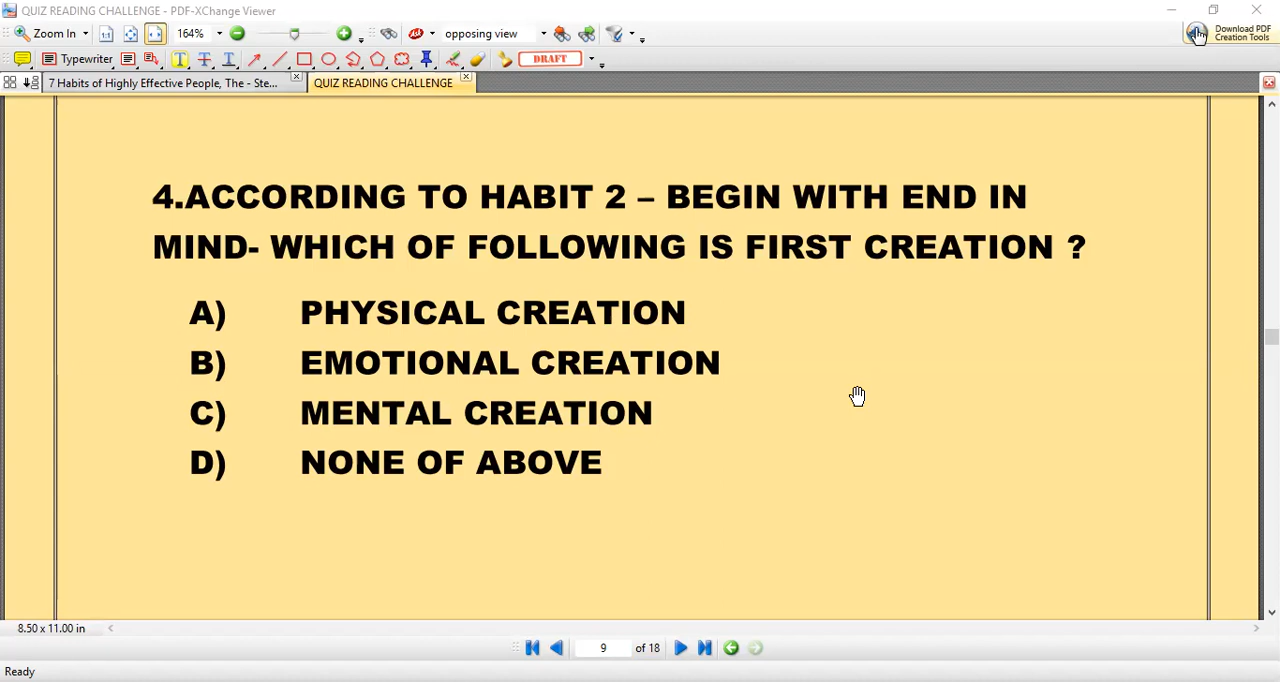 QUIZ READING CHALLENGE - PDF-XChange Viewer
Zoom In 164% opposing view Download PDF Creation Tools
Typewriter DRAFT
7 Habits of Highly Effective People, The - Ste... QUIZ READING CHALLENGE
4.ACCORDING TO HABIT 2 – BEGIN WITH END IN
MIND- WHICH OF FOLLOWING IS FIRST CREATION ?
A) PHYSICAL CREATION
B) EMOTIONAL CREATION
C) MENTAL CREATION
D) NONE OF ABOVE
8.50 x 11.00 in
9 of 18
Ready